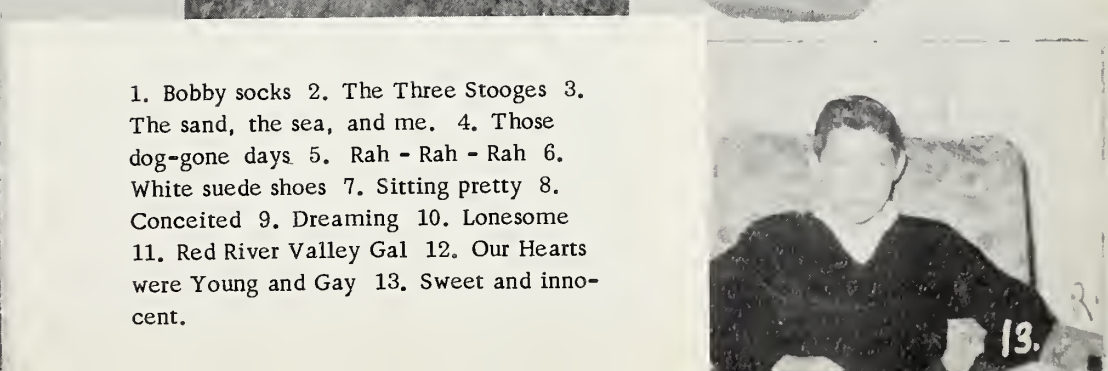 1. Bobby socks 2. The Three Stooges 3.
The sand, the sea, and me. 4. Those
dog-gone days 5. Rah - Rah - Rah 6.
White suede shoes 7. Sitting pretty 8.
Conceited 9. Dreaming 10. Lonesome
11. Red River Valley Gal 12. Our Hearts
were Young and Gay 13. Sweet and inno-
cent.
13.